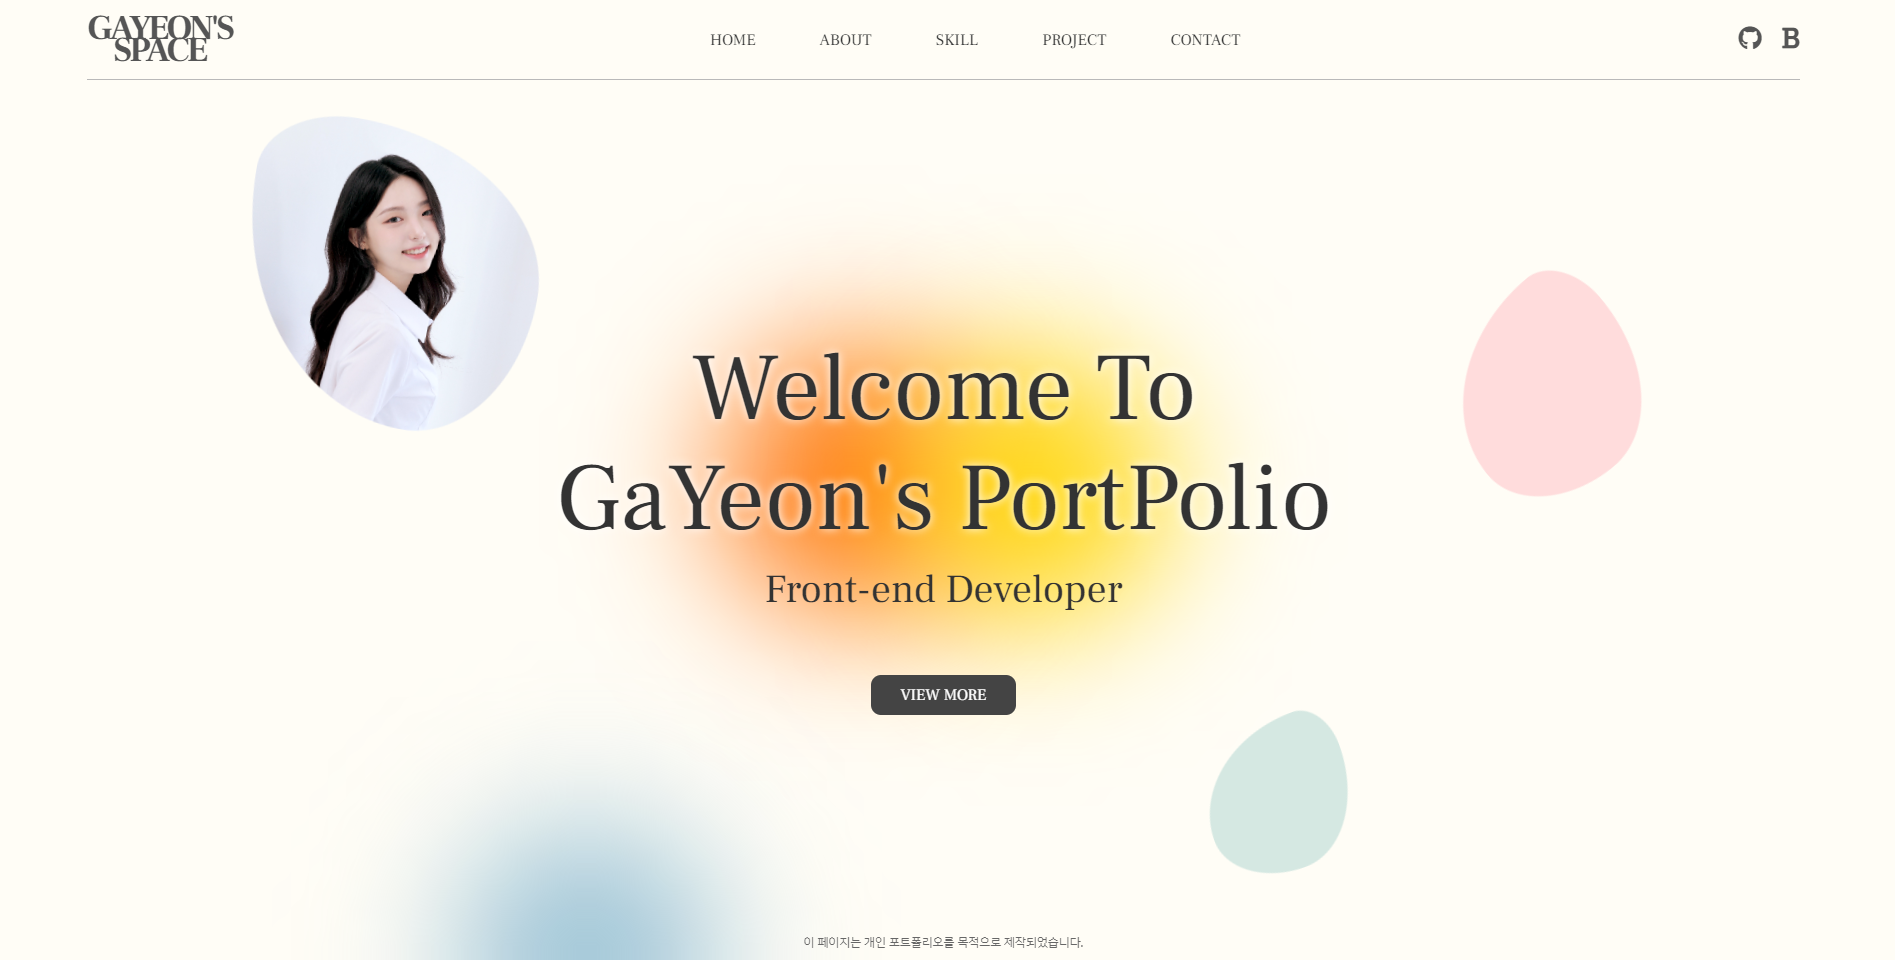 GAYEON'S
SPACE
HOME ABOUT SKILL PROJECT CONTACT
B
Welcome To
GaYeon's PortPolio
Front-end Developer
VIEW MORE
이 페이지는 개인 포트폴리오를 목적으로 제작되었습니다.